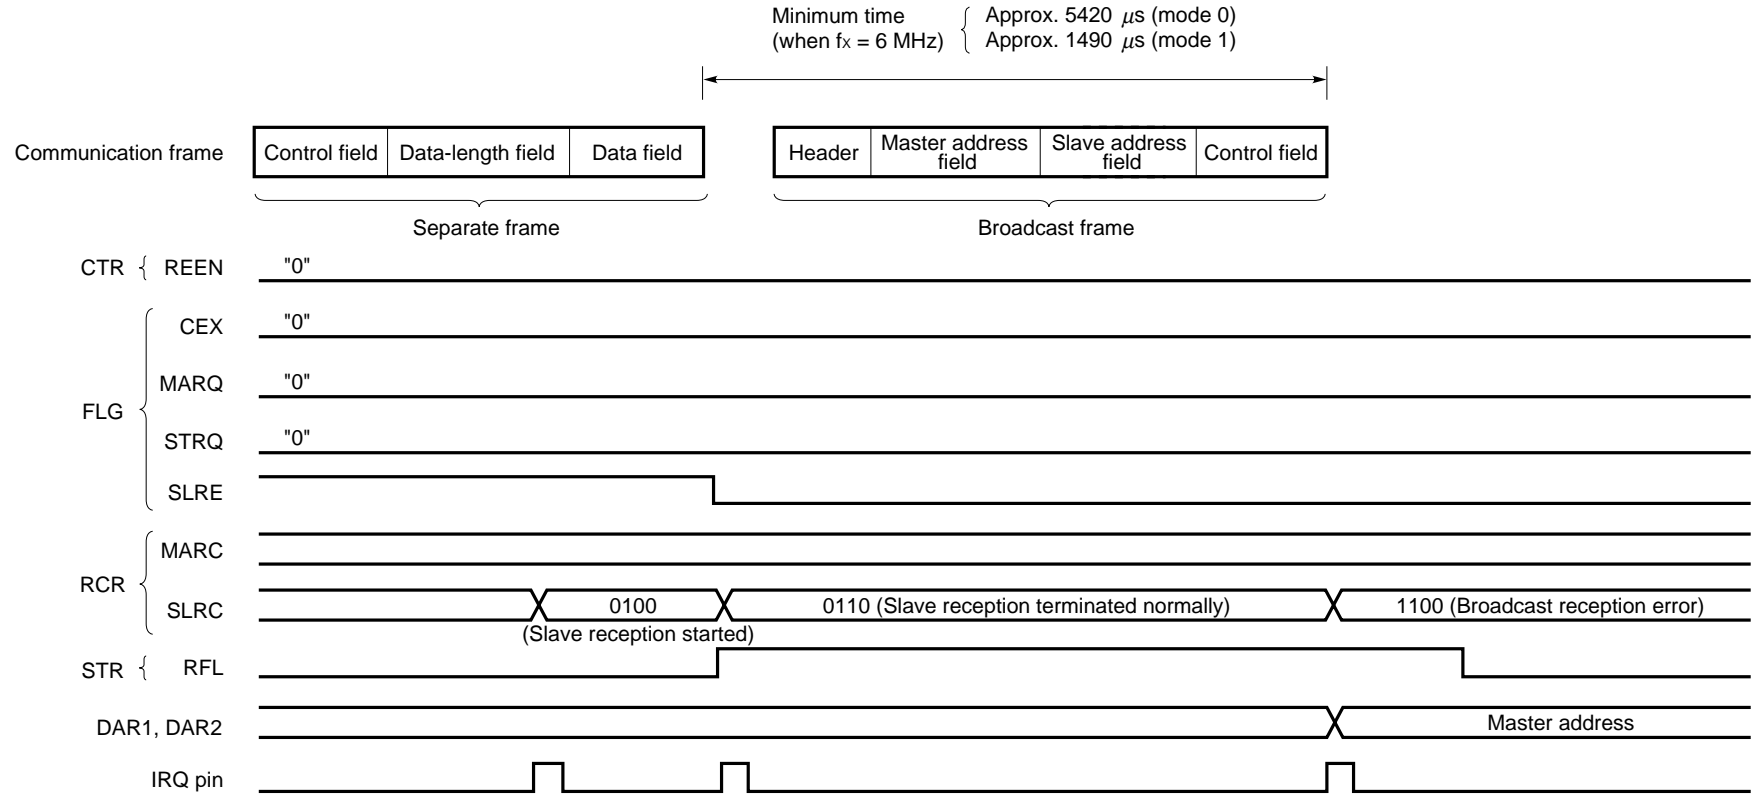 Minimum time
(when fx = 6 MHz)
Approx. 5420 μs (mode 0)
Approx. 1490 μs (mode 1)
Communication frame
Control field
Data-length field
Data field
Header
Master address
field
Slave address
field
Control field
Separate frame
Broadcast frame
CTR { REEN
"0"
FLG
CEX
"0"
MARQ
"0"
STRQ
"0"
SLRE
RCR
MARC
SLRC
0100
(Slave reception started)
0110 (Slave reception terminated normally)
1100 (Broadcast reception error)
STR { RFL
DAR1, DAR2
Master address
IRQ pin